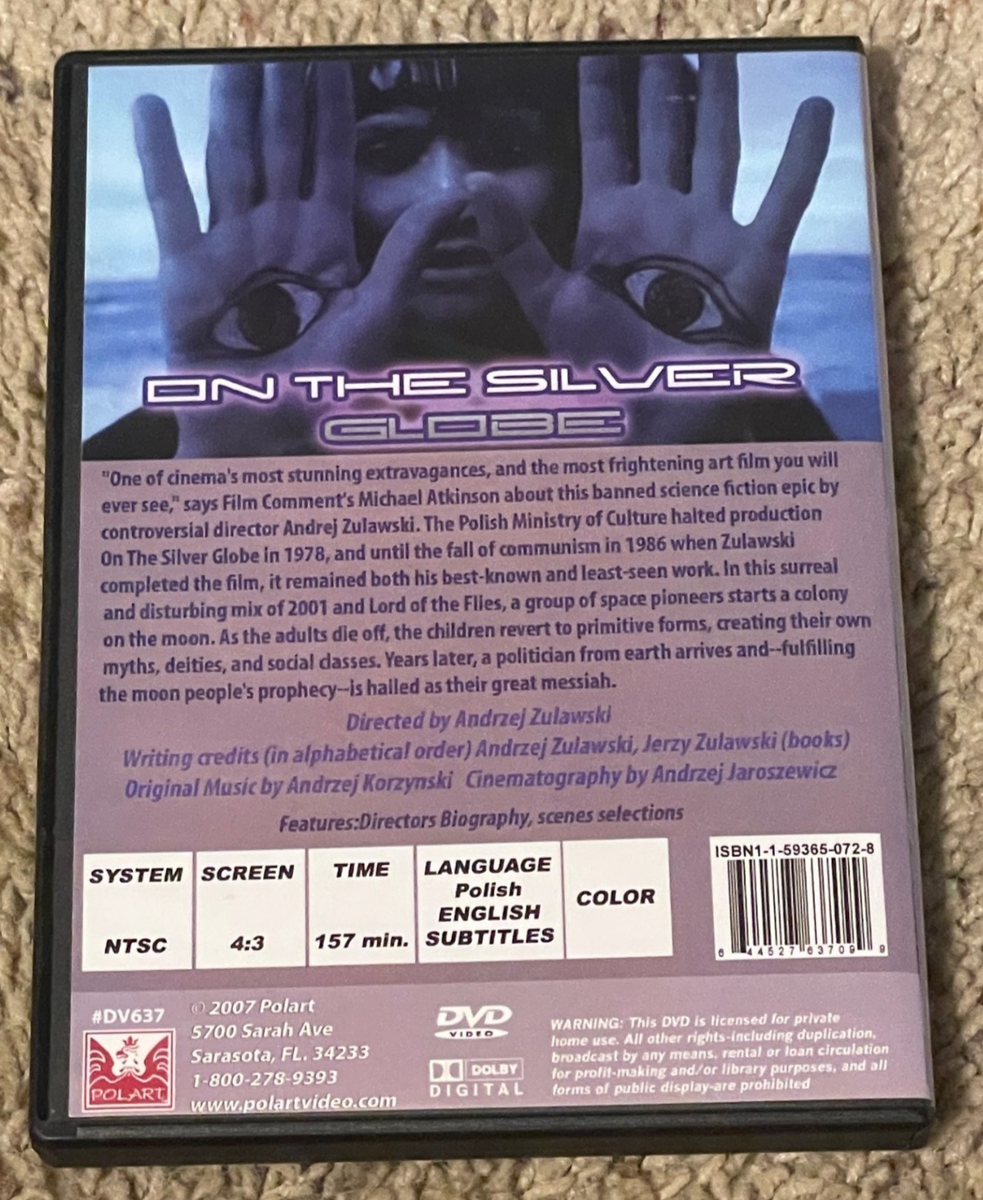 ON THE SILVER
GLOBE
"One of cinema's most stunning extravagances, and the most frightening art film you will
ever see," says Film Comment's Michael Atkinson about this banned science fiction epic by
controversial director Andrej Zulawski. The Polish Ministry of Culture halted production
On The Silver Globe in 1978, and until the fall of communism in 1986 when Zulawski
completed the film, it remained both his best-known and least-seen work. In this surreal
and disturbing mix of 2001 and Lord of the Flies, a group of space pioneers starts a colony
on the moon. As the adults die off, the children revert to primitive forms, creating their own
myths, deities, and social classes. Years later, a politician from earth arrives and--fulfilling
the moon people's prophecy--is hailed as their great messiah.
Directed by Andrzej Zulawski
Writing credits (in alphabetical order) Andrzej Zulawski, Jerzy Zulawski (books)
Original Music by Andrzej Korzynski Cinematography by Andrzej Jaroszewicz
Features:Directors Biography, scenes selections
SYSTEM
NTSC
SCREEN
4:3
TIME
157 min.
LANGUAGE
Polish
ENGLISH
SUBTITLES
COLOR
ISBN1-1-59365-072-8
6 44527 63709 9
#DV637
POLART
© 2007 Polart
5700 Sarah Ave
Sarasota, FL. 34233
1-800-278-9393
www.polartvideo.com
DVD
VIDEO
DOLBY
DIGITAL
WARNING: This DVD is licensed for private
home use. All other rights-including duplication,
broadcast by any means, rental or loan circulation
for profit-making and/or library purposes, and all
forms of public display-are prohibited